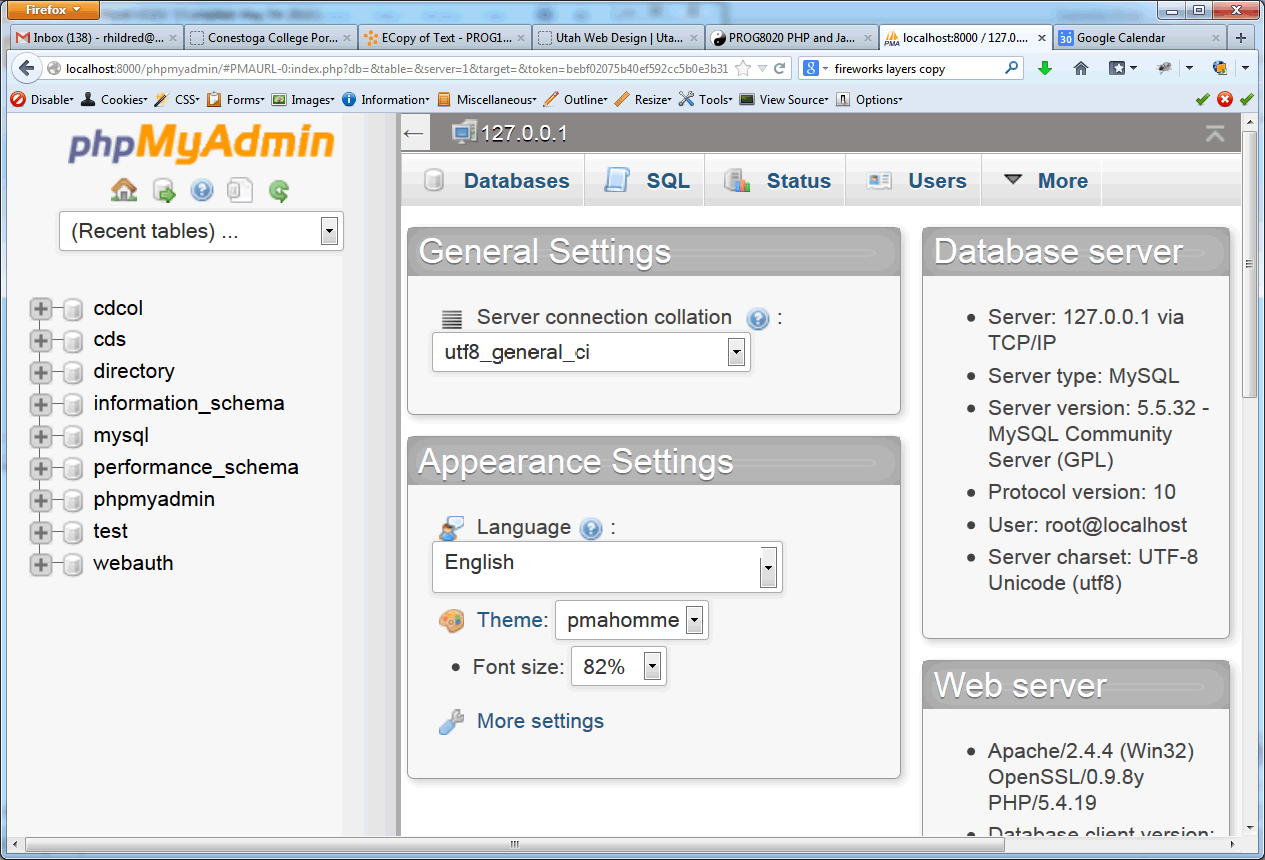 Firefox
Inbox (138) - rhildred@...
Conestoga College Por...
ECopy of Text - PROG1...
Utah Web Design | Uta...
PROG8020 PHP and Ja...
localhost:8000 / 127.0....
Google Calendar
localhost:8000/phpmyadmin/#PMAURL-0:index.php?db=&table=&server=1&target=&token=bebf02075b40ef592cc5b0e3b31
fireworks layers copy
Disable
Cookies
CSS
Forms
Images
Information
Miscellaneous
Outline
Resize
Tools
View Source
Options
phpMyAdmin
(Recent tables) ...
cdcol
cds
directory
information_schema
mysql
performance_schema
phpmyadmin
test
webauth
127.0.0.1
Databases
SQL
Status
Users
More
General Settings
Server connection collation :
utf8_general_ci
Appearance Settings
Language :
English
Theme: pmahomme
Font size: 82%
More settings
Database server
Server: 127.0.0.1 via
TCP/IP
Server type: MySQL
Server version: 5.5.32 -
MySQL Community
Server (GPL)
Protocol version: 10
User: root@localhost
Server charset: UTF-8
Unicode (utf8)
Web server
Apache/2.4.4 (Win32)
OpenSSL/0.9.8y
PHP/5.4.19
Database client version: